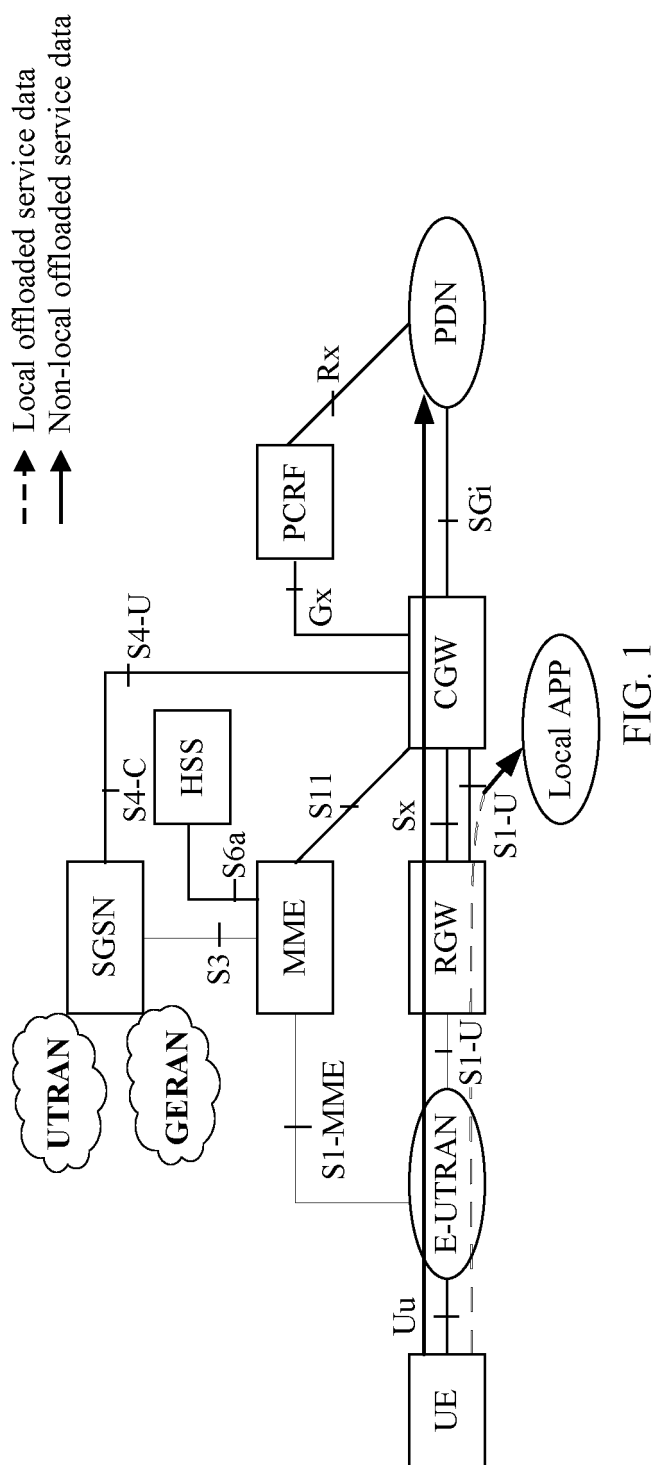 Local offloaded service data
Non-local offloaded service data
UTRAN
GERAN
SGSN
S4-C
S4-U
S3
HSS
S6a
MME
S1-MME
S11
PCRF
Gx
Rx
UE
Uu
E-UTRAN
S1-U
RGW
Sx
S1-U
CGW
SGi
PDN
Local APP
FIG. 1